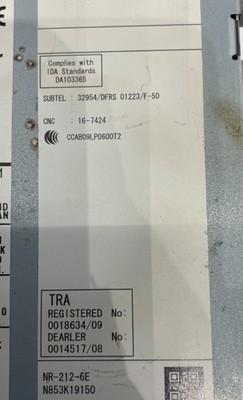 Complies with
IDA Standards
DA103365
SUBTEL : 32954/DFRS 01223/F-50
CNC : 16-7424
CCAB09LP0600T2
TRA
REGISTERED No:
0018634/09
DEARLER No:
0014517/08
NR-212-6E
N853K19150